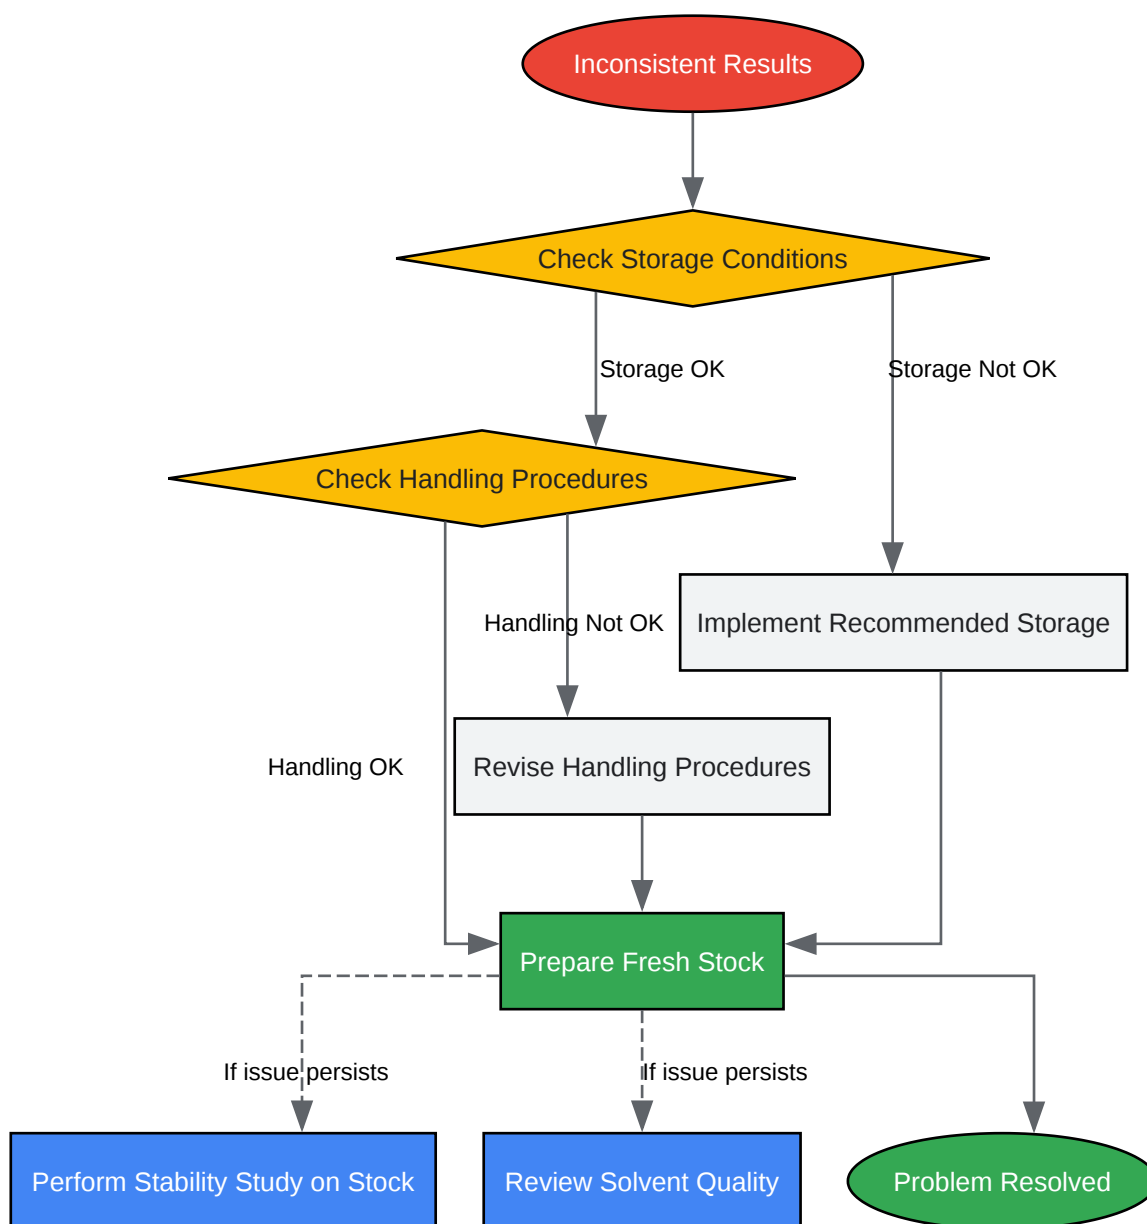 Inconsistent Results
Check Storage Conditions
Storage OK
Storage Not OK
Check Handling Procedures
Handling Not OK
Implement Recommended Storage
Handling OK
Revise Handling Procedures
Prepare Fresh Stock
If issue persists
If issue persists
Perform Stability Study on Stock
Review Solvent Quality
Problem Resolved